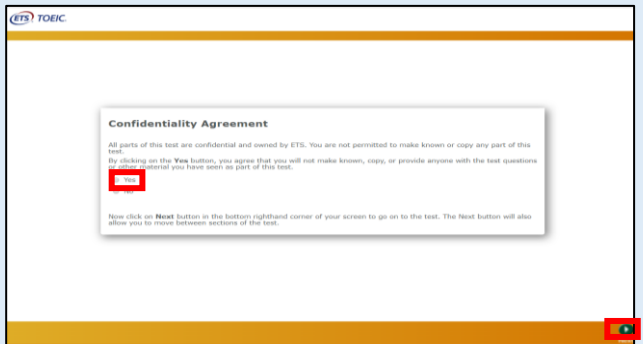 ETS TOEIC.
Confidentiality Agreement
All parts of this test are confidential and owned by ETS. You are not permitted to make known or copy any part of this
test.
By clicking on the Yes button, you agree that you will not make known, copy, or provide anyone with the test questions
or other material you have seen as part of this test.
Yes
No
Now click on Next button in the bottom righthand corner of your screen to go on to the test. The Next button will also
allow you to move between sections of the test.